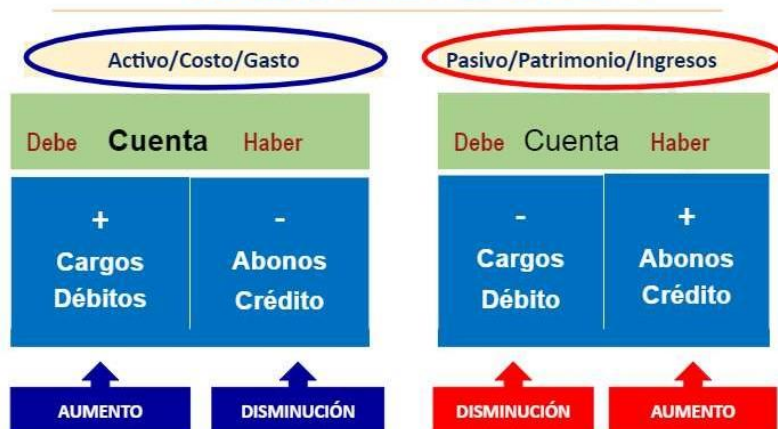 Activo/Costo/Gasto
Debe Cuenta Haber
+
Cargos
Débitos
-
Abonos
Crédito
AUMENTO
DISMINUCIÓN
Pasivo/Patrimonio/Ingresos
Debe Cuenta Haber
-
Cargos
Débito
+
Abonos
Crédito
DISMINUCIÓN
AUMENTO